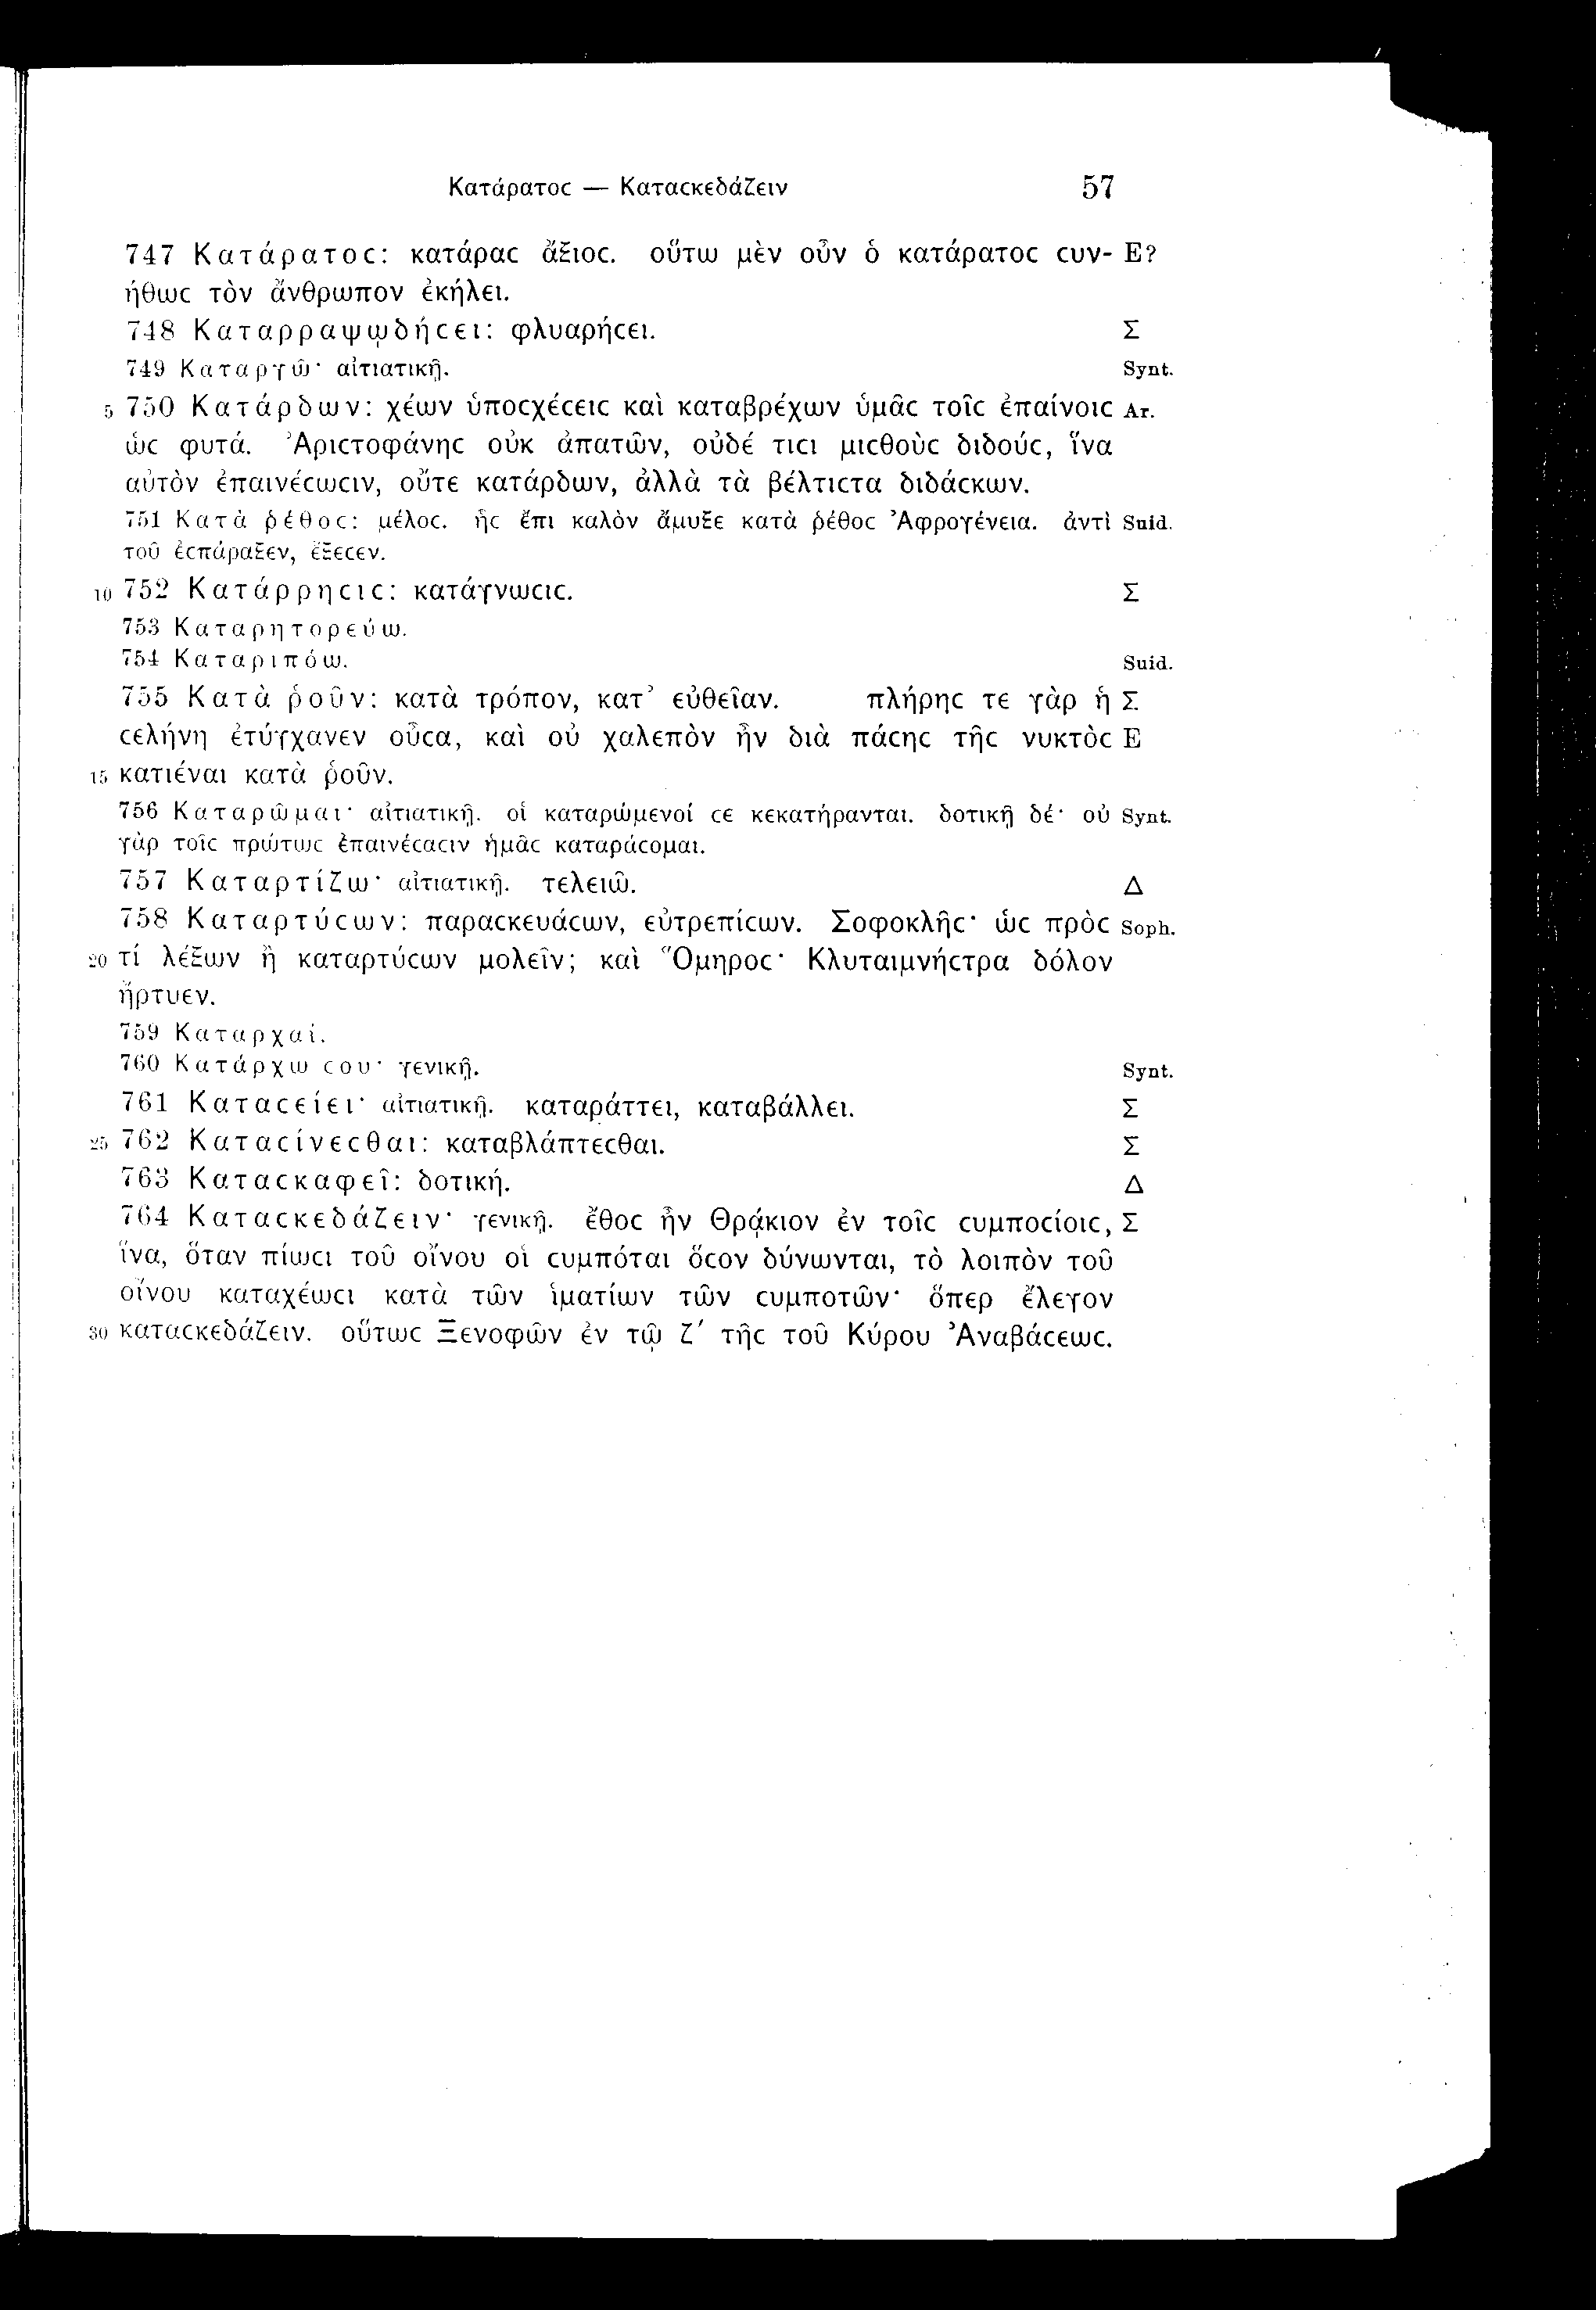 Κατάρατοϲ — Καταϲκεδάζειν 57
747 Κατάρατοϲ: κατάραϲ ἄξιοϲ. οὕτω μὲν οὖν ὁ κατάρατοϲ ϲυν- E?
ήθωϲ τὸν ἄνθρωπον ἐκήλει.
748 Καταρραψῳδήϲει: φλυαρήϲει. Σ
749 Καταργῶ· αἰτιατικῇ. Synt.
5 750 Κατάρδων: χέων ὑποϲχέϲειϲ καὶ καταβρέχων ὑμᾶϲ τοῖϲ ἐπαίνοιϲ Ar.
ὡϲ φυτά. Ἀριϲτοφάνηϲ οὐκ ἀπατῶν, οὐδέ τιϲι μιϲθοὺϲ διδούϲ, ἵνα
αὐτὸν ἐπαινέϲωϲιν, οὔτε κατάρδων, ἀλλὰ τὰ βέλτιϲτα διδάϲκων.
751 Κατὰ ῥέθοϲ: μέλοϲ. ἧϲ ἔπι καλὸν ἄμυξε κατὰ ῥέθοϲ Ἀφρογένεια. ἀντὶ Suid.
τοῦ ἐϲπάραξεν, ἔξεϲεν.
10 752 Κατάρρηϲιϲ: κατάγνωϲιϲ. Σ
753 Καταρητορεύω.
754 Καταριπόω. Suid.
755 Κατὰ ῥοῦν: κατὰ τρόπον, κατ’ εὐθεῖαν. πλήρηϲ τε γὰρ ἡ Σ
ϲελήνη ἐτύγχανεν οὖϲα, καὶ οὐ χαλεπὸν ἦν διὰ πάϲηϲ τῆϲ νυκτὸϲ E
15 κατιέναι κατὰ ῥοῦν.
756 Καταρῶμαι· αἰτιατικῇ. οἱ καταρώμενοί ϲε κεκατήρανται. δοτικῇ δέ· οὐ Synt.
γὰρ τοῖϲ πρώτωϲ ἐπαινέϲαϲιν ἡμᾶϲ καταράϲομαι.
757 Καταρτίζω· αἰτιατικῇ. τελειῶ. Δ
758 Καταρτύϲων: παραϲκευάϲων, εὐτρεπίϲων. Σοφοκλῆϲ· ὡϲ πρὸϲ Soph.
20 τί λέξων ἢ καταρτύϲων μολεῖν; καὶ Ὅμηροϲ· Κλυταιμνήϲτρα δόλον
ἤρτυεν.
759 Καταρχαί.
760 Κατάρχω ϲου· γενικῇ. Synt.
761 Καταϲείει· αἰτιατικῇ. καταράττει, καταβάλλει. Σ
25 762 Καταϲίνεϲθαι: καταβλάπτεϲθαι. Σ
763 Καταϲκαφεῖ: δοτική. Δ
764 Καταϲκεδάζειν· γενικῇ. ἔθοϲ ἦν Θρᾴκιον ἐν τοῖϲ ϲυμποϲίοιϲ, Σ
ἵνα, ὅταν πίωϲι τοῦ οἴνου οἱ ϲυμπόται ὅϲον δύνωνται, τὸ λοιπὸν τοῦ
οἴνου καταχέωϲι κατὰ τῶν ἱματίων τῶν ϲυμποτῶν· ὅπερ ἔλεγον
30 καταϲκεδάζειν. οὕτωϲ Ξενοφῶν ἐν τῷ ζ′ τῆϲ τοῦ Κύρου Ἀναβάϲεωϲ.